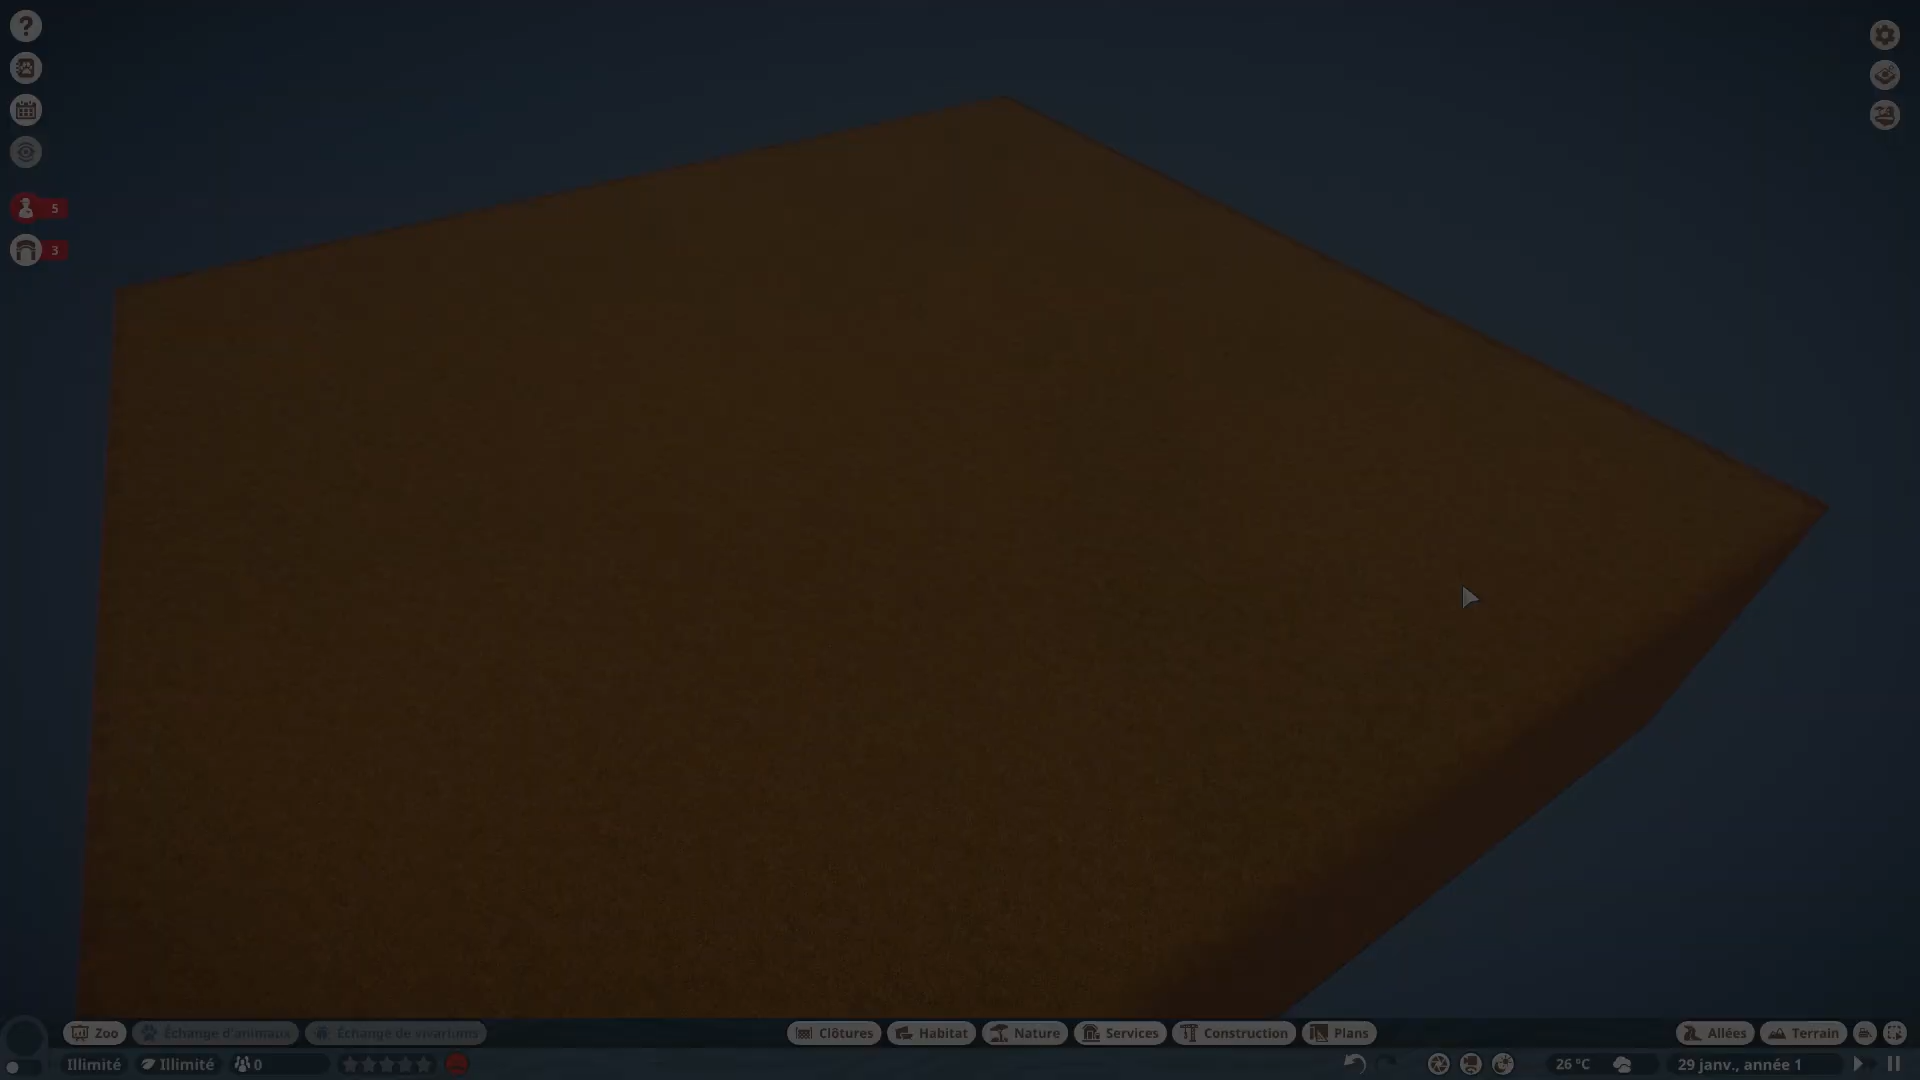 5
3
Zoo
Échange d'animaux
Échange de vivariums
Clôtures
Habitat
Nature
Services
Construction
Plans
Allées
Terrain
Illimité
Illimité
0
26 °C
29 janv., année 1